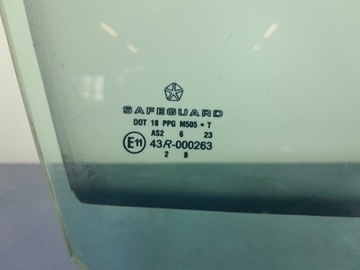 SAFEGUARD
DOT 18 PPG M505 • T
AS2 6 23
E11 43R-000263
2 8